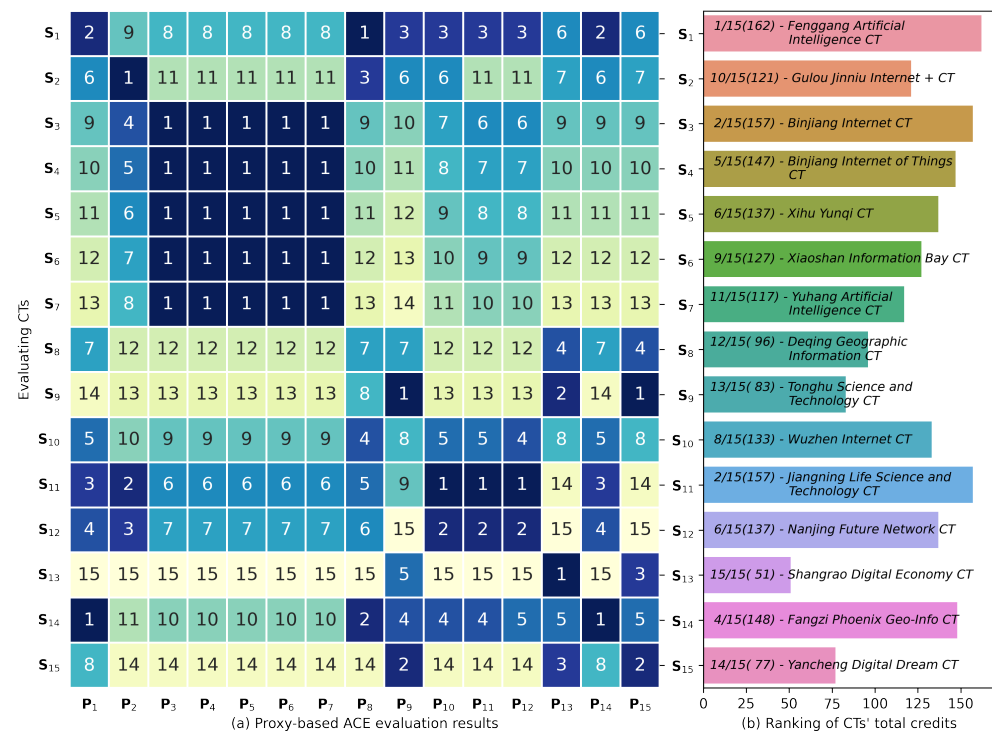 S1 2 9 8 8 8 8 8 1 3 3 3 3 6 2 6
S2 6 1 11 11 11 11 11 3 6 6 11 11 7 6 7
S3 9 4 1 1 1 1 1 9 10 7 6 6 9 9 9
S4 10 5 1 1 1 1 1 10 11 8 7 7 10 10 10
S5 11 6 1 1 1 1 1 11 12 9 8 8 11 11 11
S6 12 7 1 1 1 1 1 12 13 10 9 9 12 12 12
S7 13 8 1 1 1 1 1 13 14 11 10 10 13 13 13
S8 7 12 12 12 12 12 12 7 7 12 12 12 4 7 4
S9 14 13 13 13 13 13 13 8 1 13 13 13 2 14 1
S10 5 10 9 9 9 9 9 4 8 5 5 4 8 5 8
S11 3 2 6 6 6 6 6 5 9 1 1 1 14 3 14
S12 4 3 7 7 7 7 7 6 15 2 2 2 15 4 15
S13 15 15 15 15 15 15 15 15 5 15 15 15 1 15 3
S14 1 11 10 10 10 10 10 2 4 4 4 5 5 1 5
S15 8 14 14 14 14 14 14 14 2 14 14 14 3 8 2
P1 P2 P3 P4 P5 P6 P7 P8 P9 P10 P11 P12 P13 P14 P15
Evaluating CTs
(a) Proxy-based ACE evaluation results
S1 1/15(162) - Fenggang Artificial
Intelligence CT
S2 10/15(121) - Gulou Jinniu Internet + CT
S3 2/15(157) - Binjiang Internet CT
S4 5/15(147) - Binjiang Internet of Things
CT
S5 6/15(137) - Xihu Yunqi CT
S6 9/15(127) - Xiaoshan Information Bay CT
S7 11/15(117) - Yuhang Artificial
Intelligence CT
S8 12/15( 96) - Deqing Geographic
Information CT
S9 13/15( 83) - Tonghu Science and
Technology CT
S10 8/15(133) - Wuzhen Internet CT
S11 2/15(157) - Jiangning Life Science and
Technology CT
S12 6/15(137) - Nanjing Future Network CT
S13 15/15( 51) - Shangrao Digital Economy CT
S14 4/15(148) - Fangzi Phoenix Geo-Info CT
S15 14/15( 77) - Yancheng Digital Dream CT
0 25 50 75 100 125 150
(b) Ranking of CTs' total credits